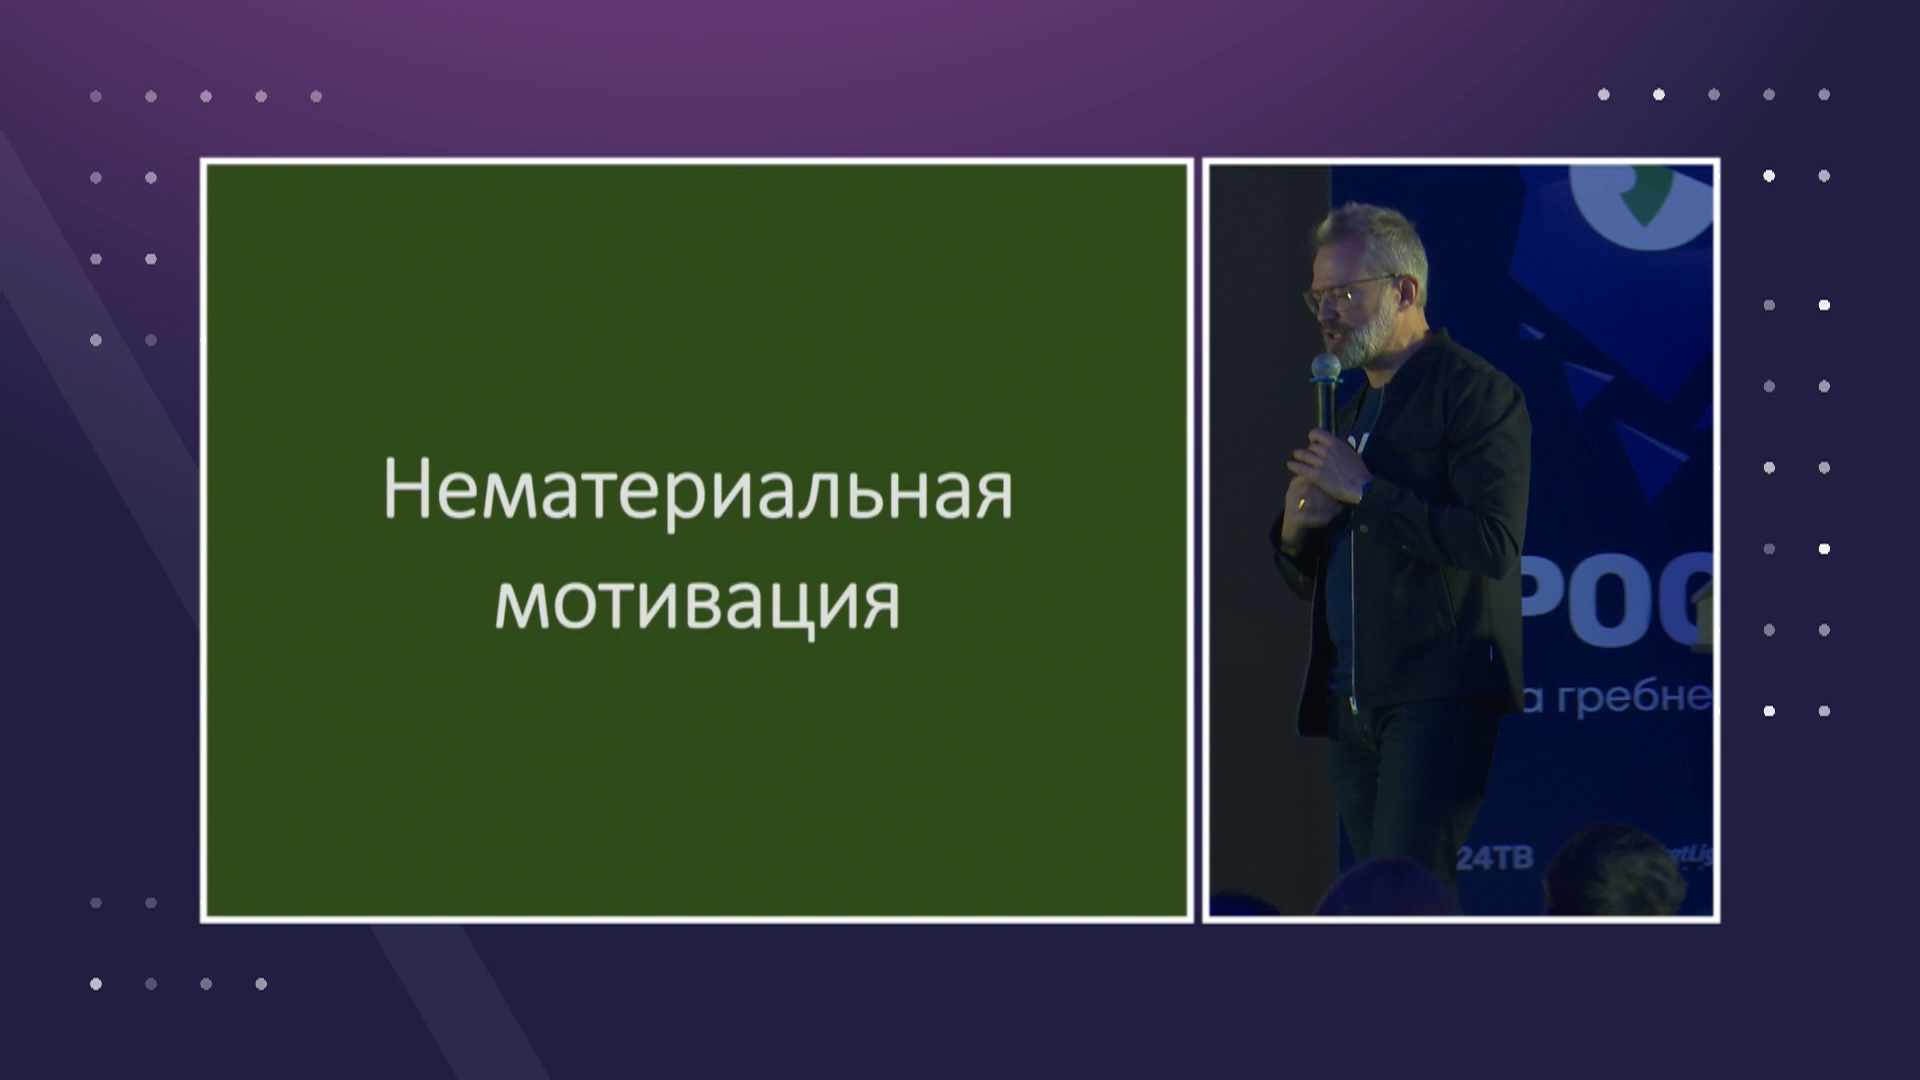 Нематериальная
мотивация
РОС
а гребне
24ТВ